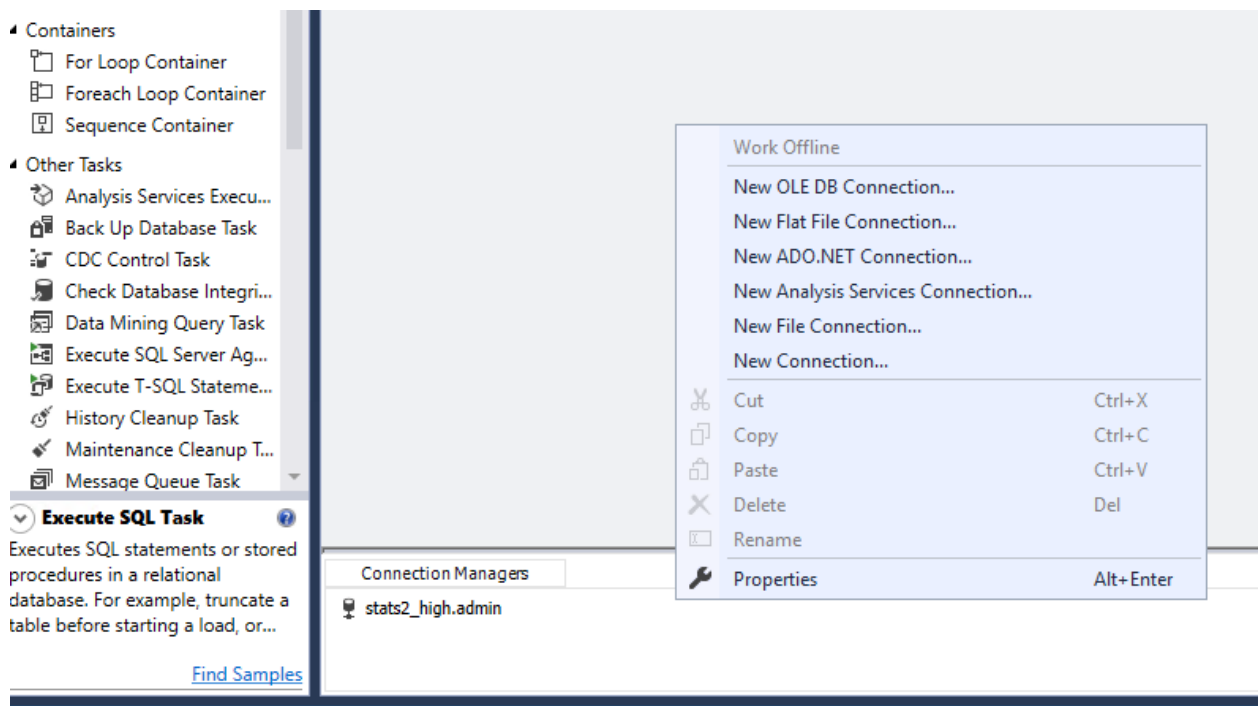 Containers
For Loop Container
Foreach Loop Container
Sequence Container
Other Tasks
Analysis Services Execu...
Back Up Database Task
CDC Control Task
Check Database Integri...
Data Mining Query Task
Execute SQL Server Ag...
Execute T-SQL Stateme...
History Cleanup Task
Maintenance Cleanup T...
Message Queue Task
Execute SQL Task
Executes SQL statements or stored
procedures in a relational
database. For example, truncate a
table before starting a load, or...
Find Samples
Work Offline
New OLE DB Connection...
New Flat File Connection...
New ADO.NET Connection...
New Analysis Services Connection...
New File Connection...
New Connection...
Cut Ctrl+X
Copy Ctrl+C
Paste Ctrl+V
Delete Del
Rename
Properties Alt+Enter
Connection Managers
stats2_high.admin